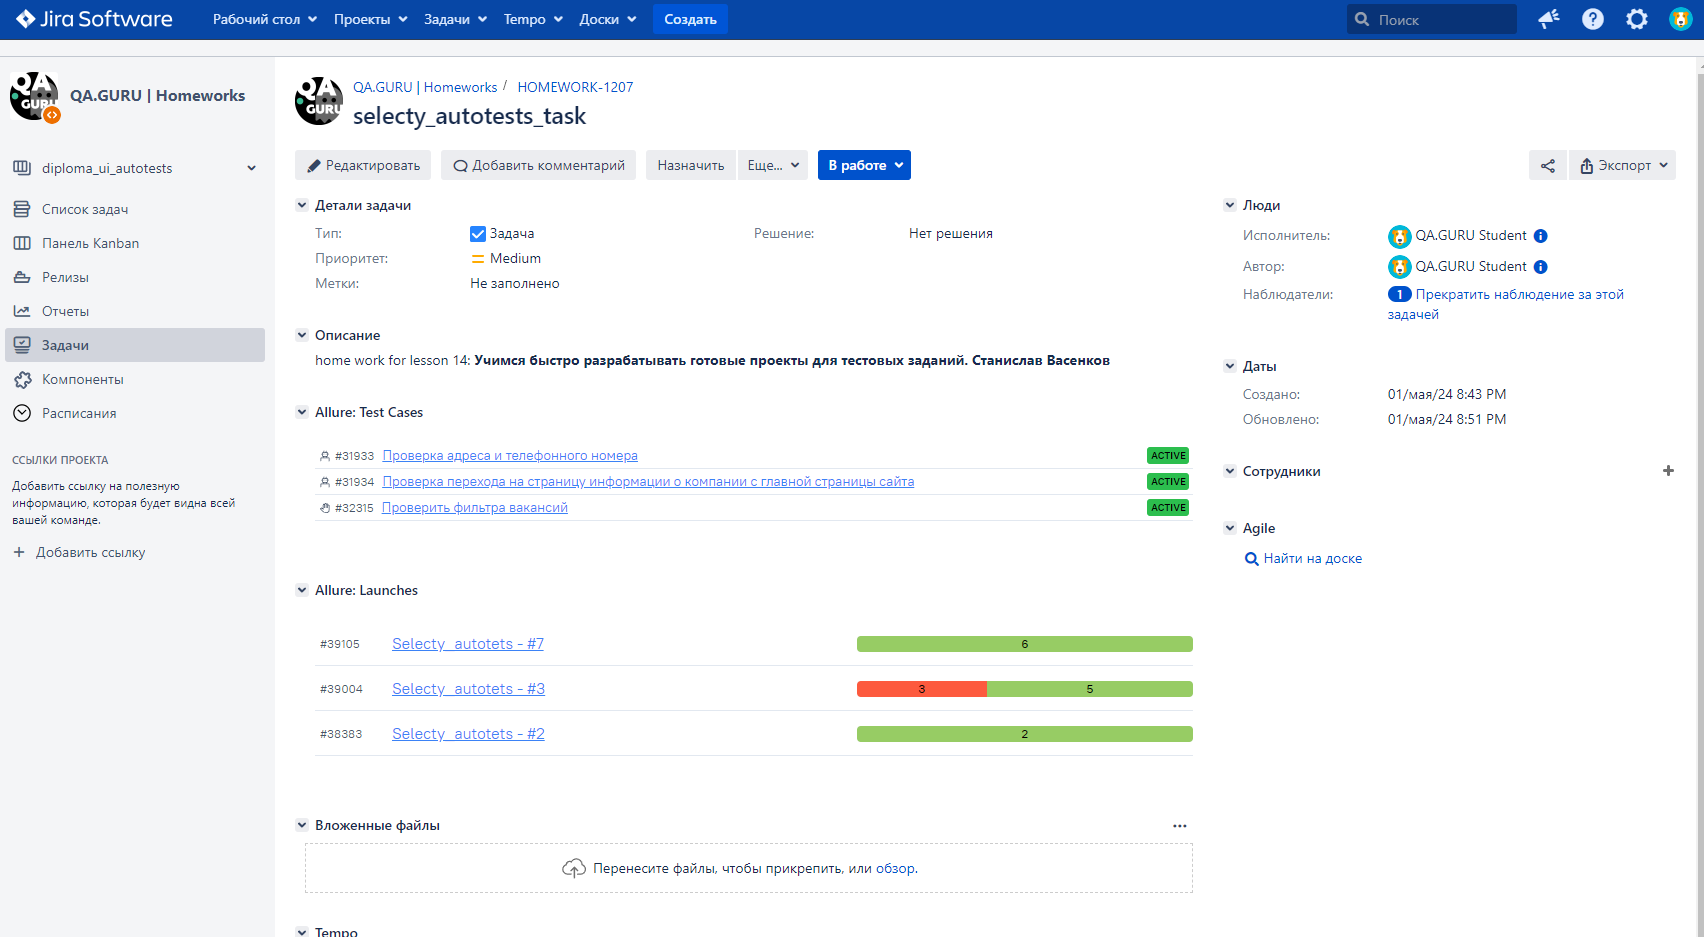 Jira Software Рабочий стол Проекты Задачи Tempo Доски Создать Поиск
QA.GURU | Homeworks
diploma_ui_autotests
Список задач
Панель Kanban
Релизы
Отчеты
Задачи
Компоненты
Расписания
ССЫЛКИ ПРОЕКТА
Добавить ссылку на полезную
информацию, которая будет видна всей
вашей команде.
+ Добавить ссылку
QA.GURU | Homeworks / HOMEWORK-1207
selecty_autotests_task
Редактировать Добавить комментарий Назначить Еще... В работе Экспорт
Детали задачи
Тип: Задача Решение: Нет решения
Приоритет: Medium
Метки: Не заполнено
Описание
home work for lesson 14: Учимся быстро разрабатывать готовые проекты для тестовых заданий. Станислав Васенков
Allure: Test Cases
#31933 Проверка адреса и телефонного номера ACTIVE
#31934 Проверка перехода на страницу информации о компании с главной страницы сайта ACTIVE
#32315 Проверить фильтра вакансий ACTIVE
Allure: Launches
#39105 Selecty_autotets - #7 6
#39004 Selecty_autotets - #3 3 5
#38383 Selecty_autotets - #2 2
Вложенные файлы
Перенесите файлы, чтобы прикрепить, или обзор.
Tempo
Люди
Исполнитель: QA.GURU Student
Автор: QA.GURU Student
Наблюдатели: 1 Прекратить наблюдение за этой
задачей
Даты
Создано: 01/мая/24 8:43 PM
Обновлено: 01/мая/24 8:51 PM
Сотрудники
Agile
Найти на доске
QA
GURU
QA
GURU